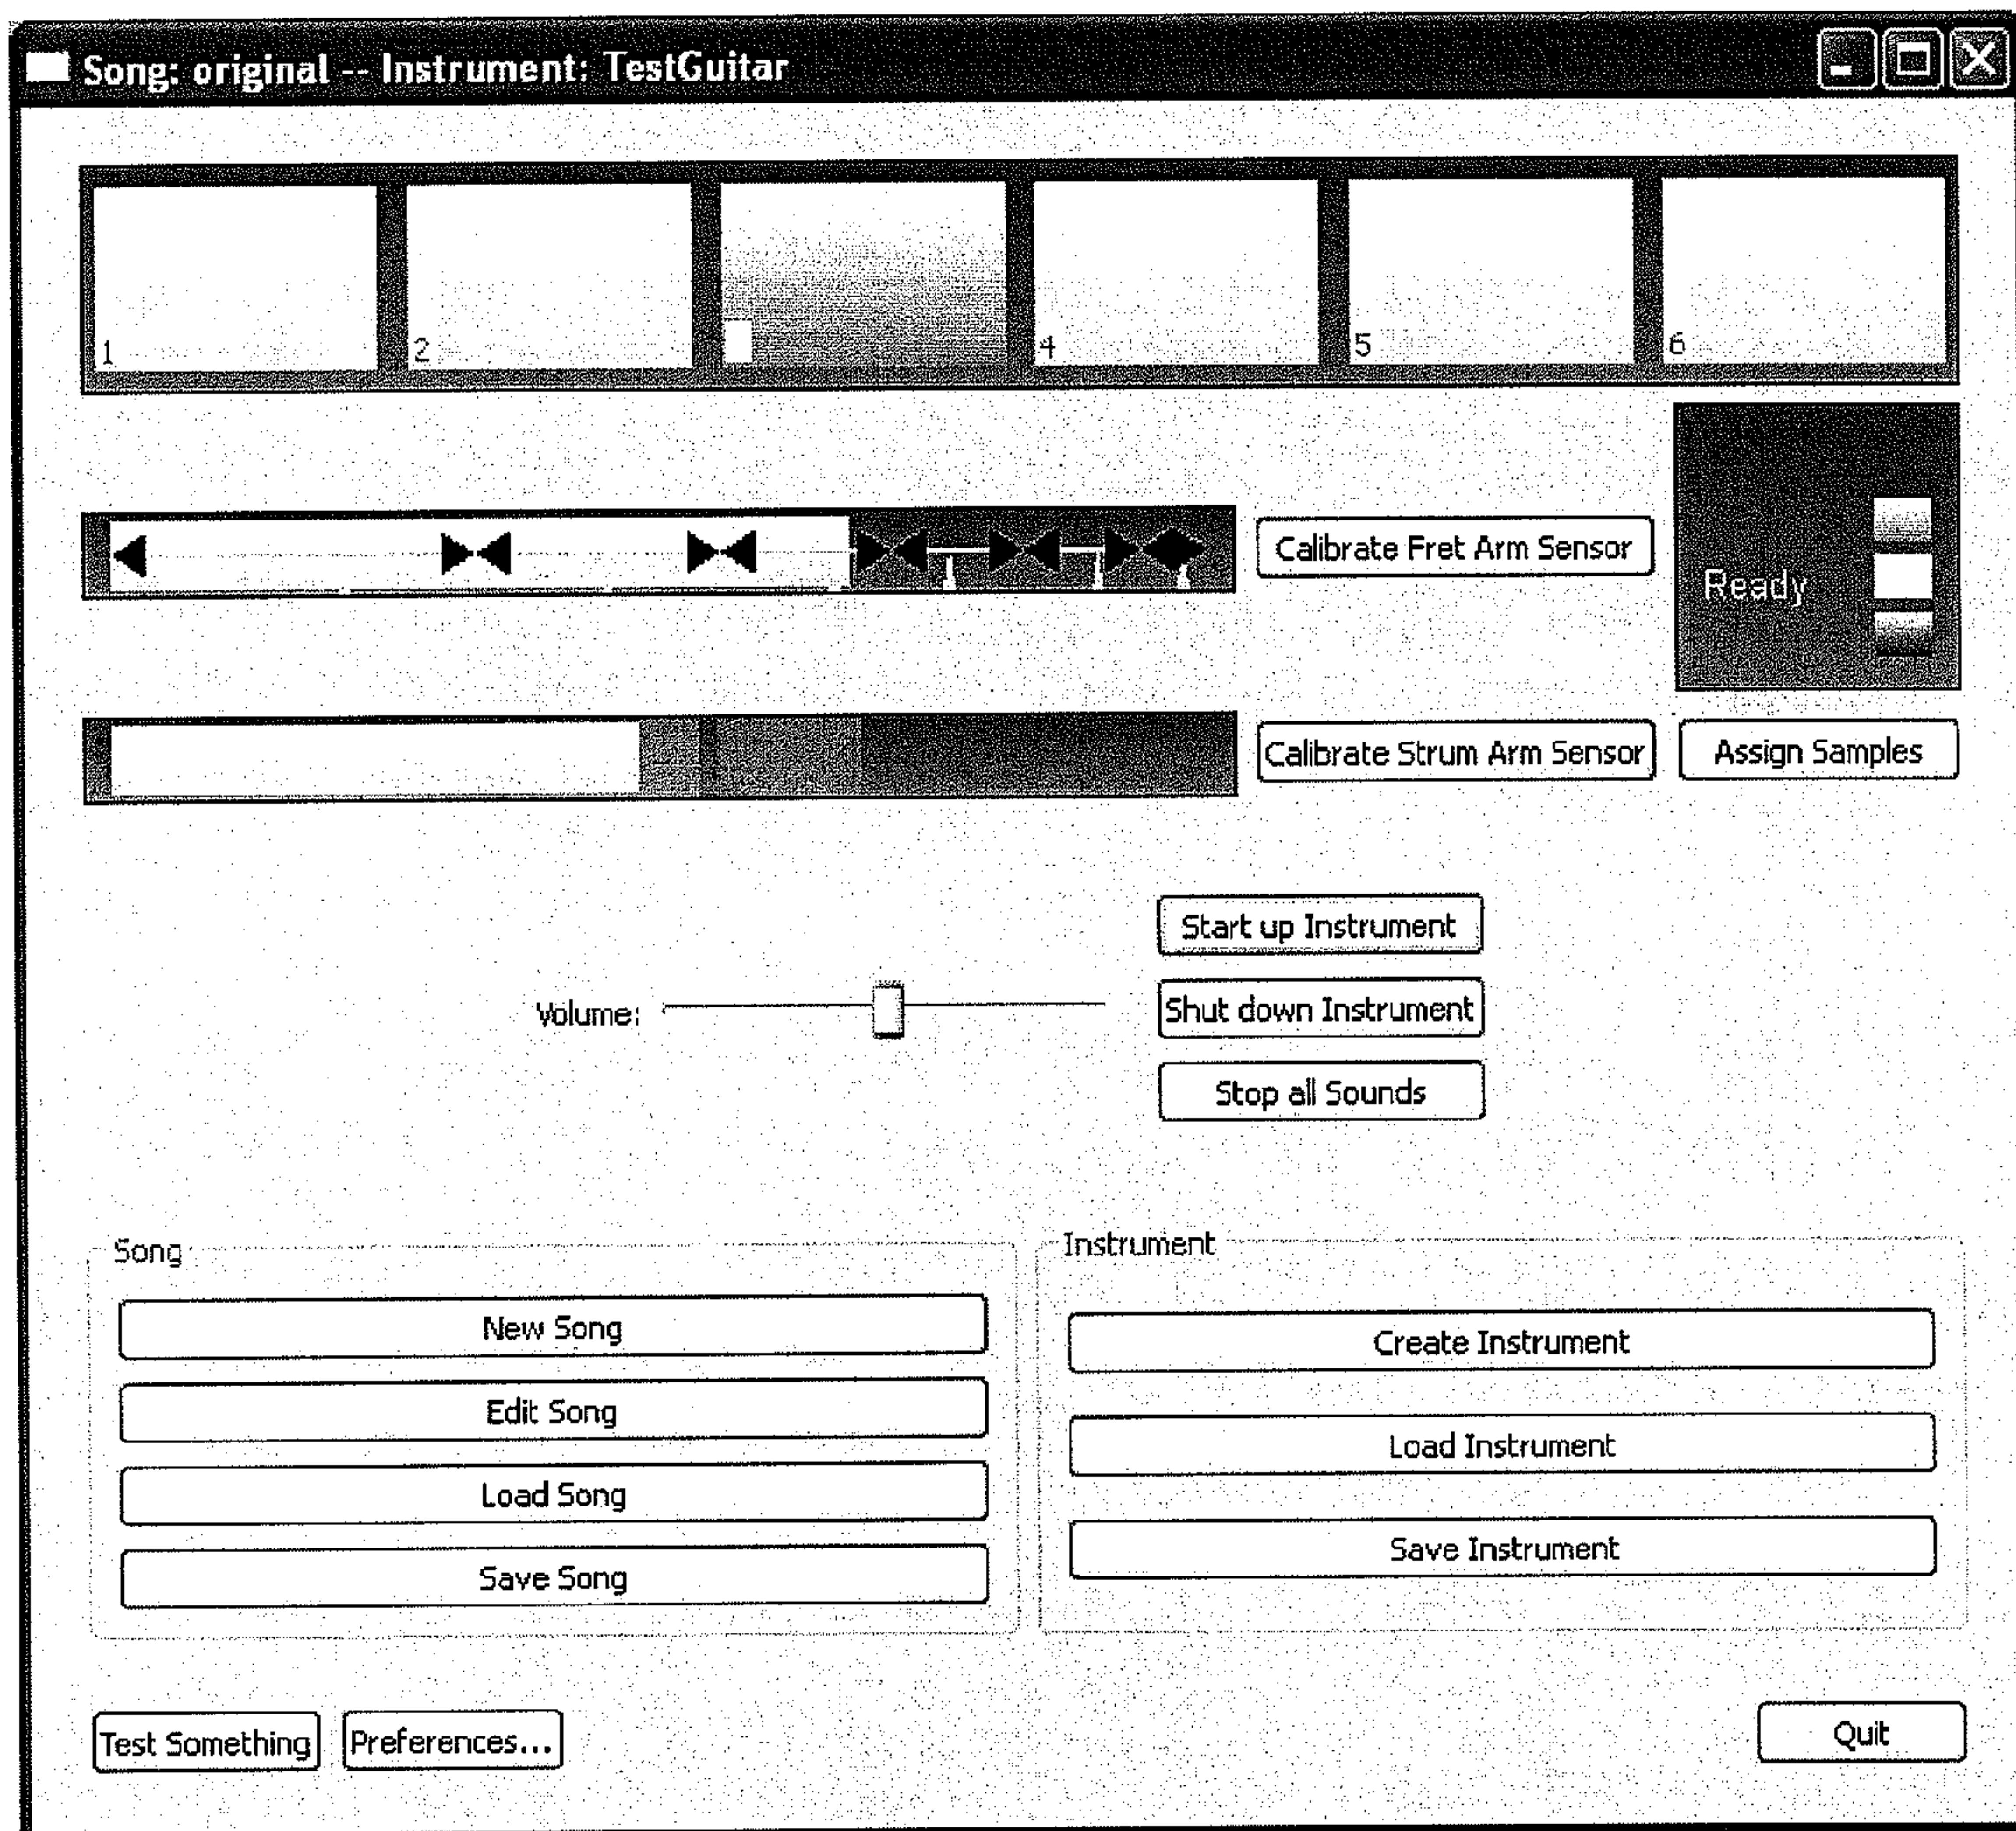 Song: original -- Instrument: TestGuitar
1 2 4 5 6
Calibrate Fret Arm Sensor
Ready
Calibrate Strum Arm Sensor
Assign Samples
Start up Instrument
Volume:
Shut down Instrument
Stop all Sounds
Song
New Song
Edit Song
Load Song
Save Song
Instrument
Create Instrument
Load Instrument
Save Instrument
Test Something
Preferences...
Quit